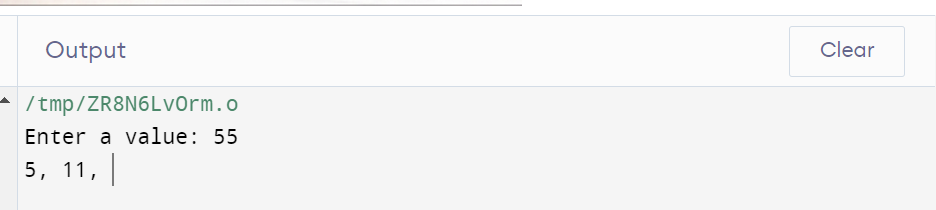 Output
Clear
/tmp/ZR8N6LvOrm.o
Enter a value: 55
5, 11,